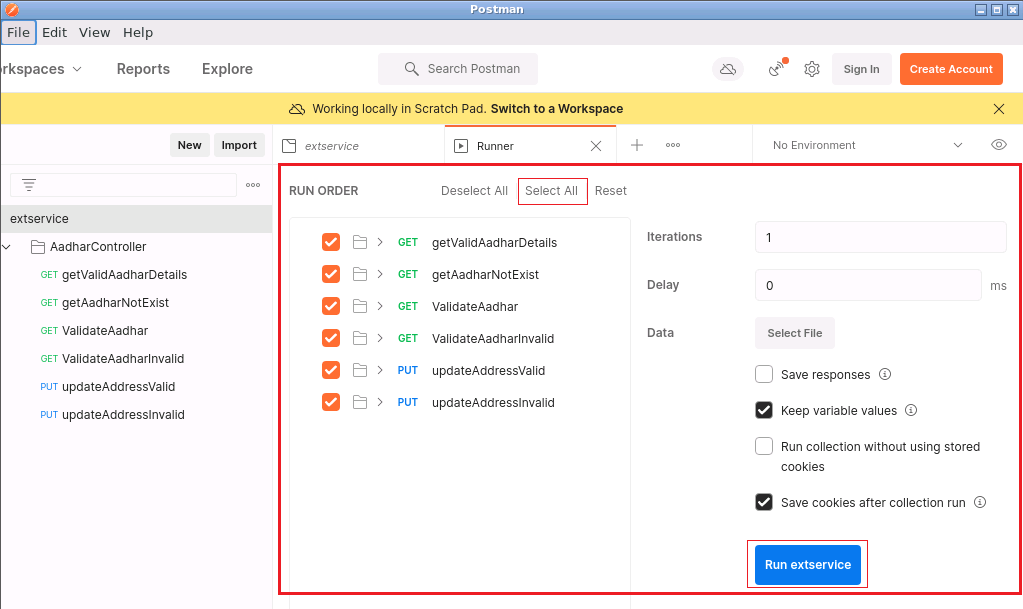 Postman
File Edit View Help
rkspaces Reports Explore Search Postman Sign In Create Account
Working locally in Scratch Pad. Switch to a Workspace
New Import
extservice Runner No Environment
extservice
AadharController
GET getValidAadharDetails
GET getAadharNotExist
GET ValidateAadhar
GET ValidateAadharInvalid
PUT updateAddressValid
PUT updateAddressInvalid
RUN ORDER Deselect All Select All Reset
GET getValidAadharDetails
GET getAadharNotExist
GET ValidateAadhar
GET ValidateAadharInvalid
PUT updateAddressValid
PUT updateAddressInvalid
Iterations 1
Delay 0 ms
Data Select File
Save responses
Keep variable values
Run collection without using stored
cookies
Save cookies after collection run
Run extservice